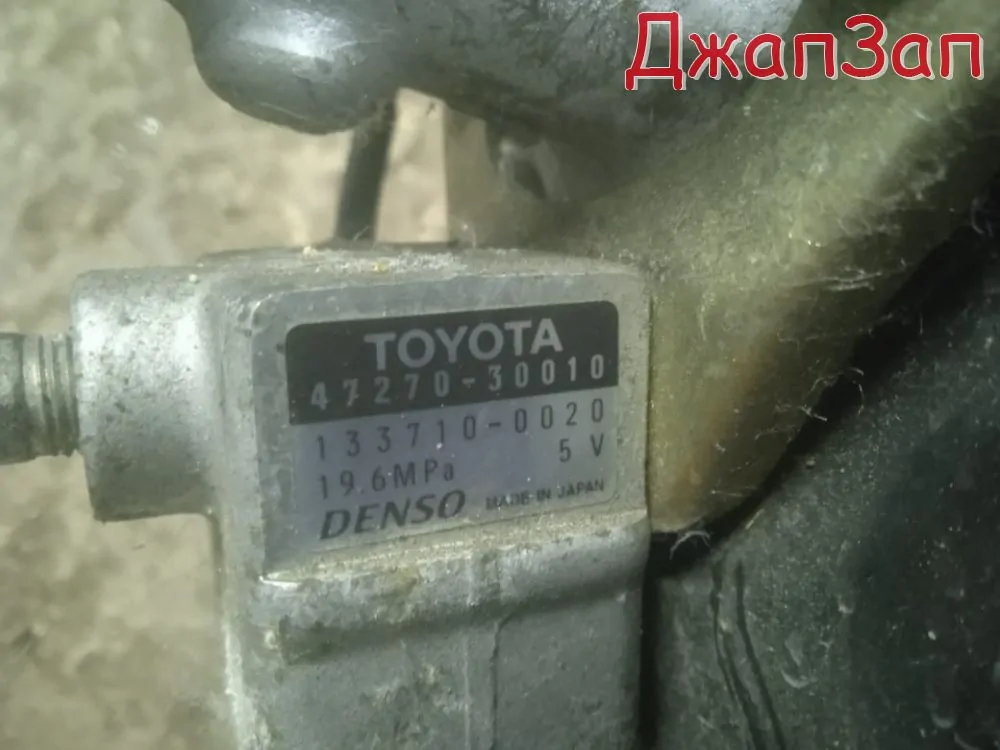 ДжапЗап
TOYOTA
47270-30010
133710-0020
19.6MPa 5V
DENSO MADE IN JAPAN